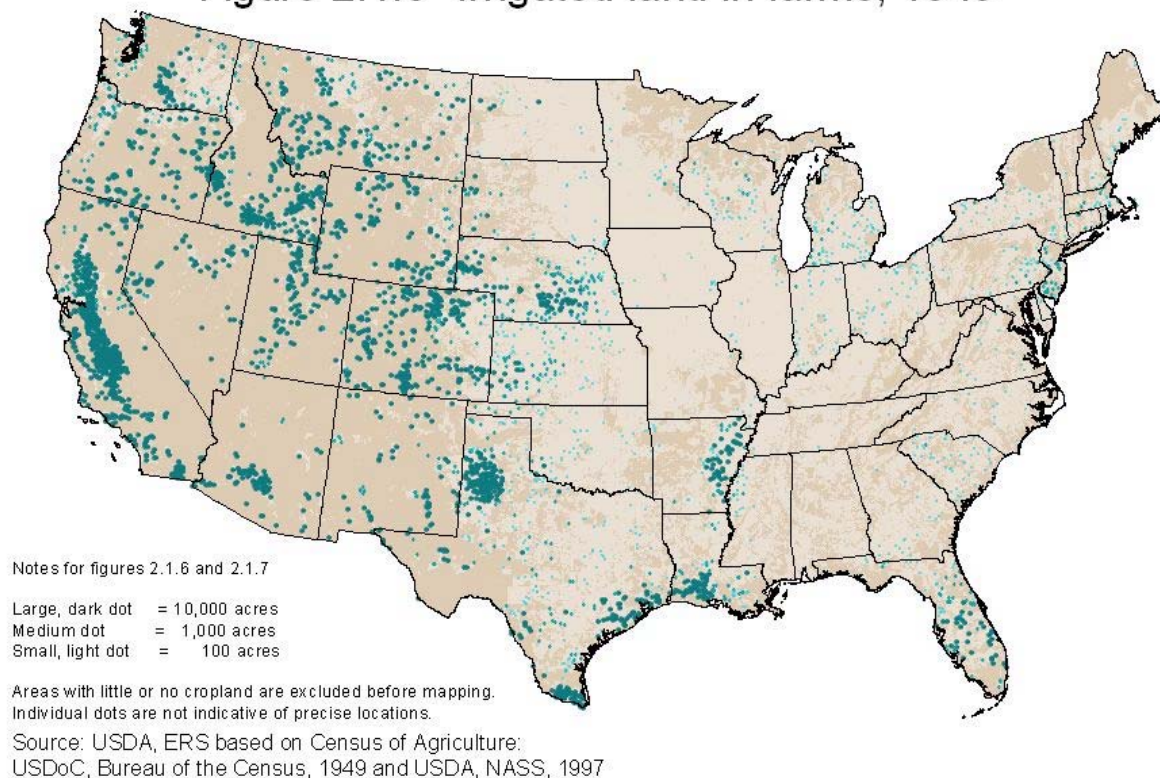 Notes for figures 2.1.6 and 2.1.7
Large, dark dot = 10,000 acres
Medium dot = 1,000 acres
Small, light dot = 100 acres
Areas with little or no cropland are excluded before mapping.
Individual dots are not indicative of precise locations.
Source: USDA, ERS based on Census of Agriculture:
USDoC, Bureau of the Census, 1949 and USDA, NASS, 1997